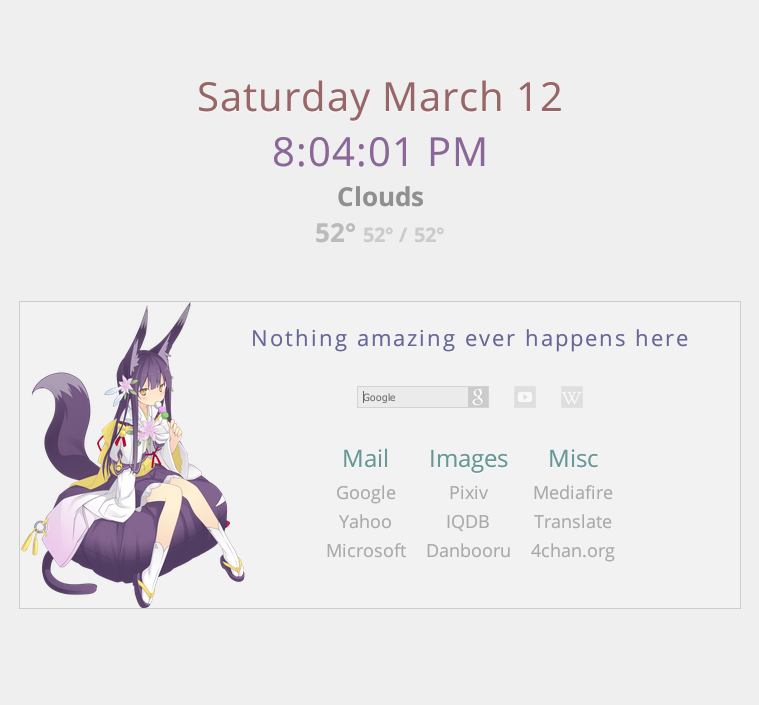 Saturday March 12
8:04:01 PM
Clouds
52° 52° / 52°
Nothing amazing ever happens here
Google g W
Mail Images Misc
Google Pixiv Mediafire
Yahoo IQDB Translate
Microsoft Danbooru 4chan.org